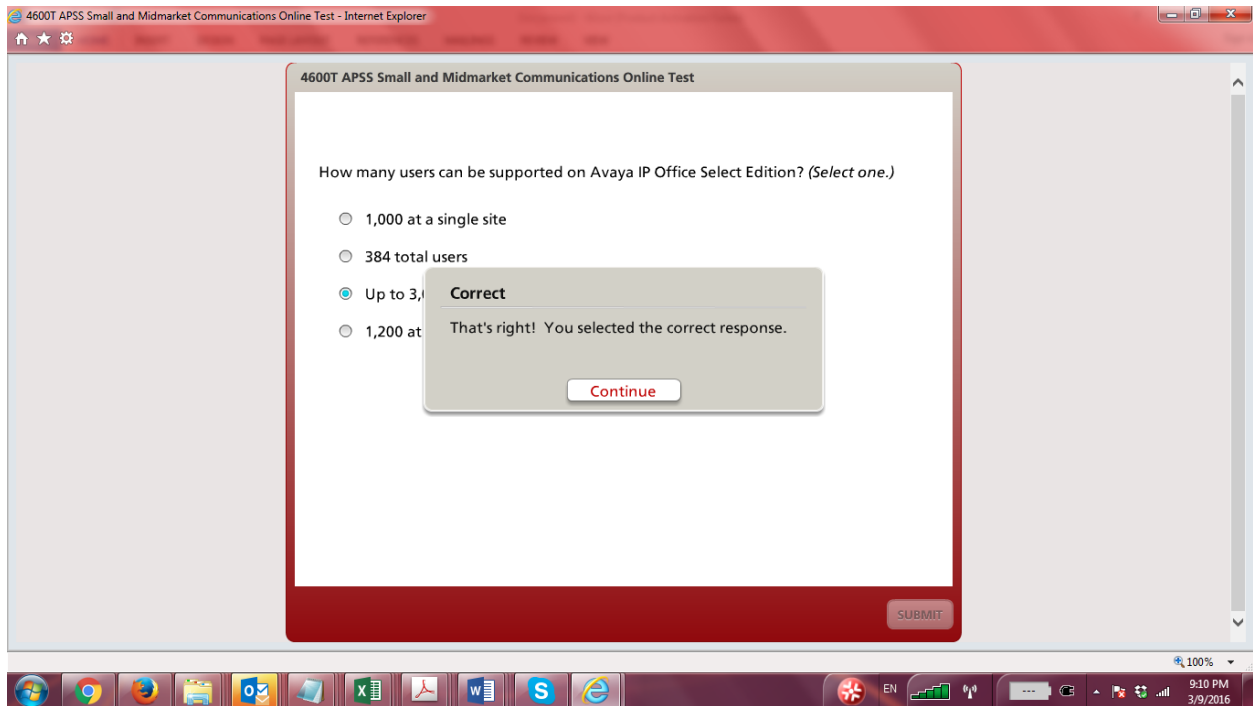 4600T APSS Small and Midmarket Communications Online Test - Internet Explorer
4600T APSS Small and Midmarket Communications Online Test
How many users can be supported on Avaya IP Office Select Edition? (Select one.)
1,000 at a single site
384 total users
Up to 3,
1,200 at
Correct
That's right! You selected the correct response.
Continue
SUBMIT
100%
EN
9:10 PM
3/9/2016